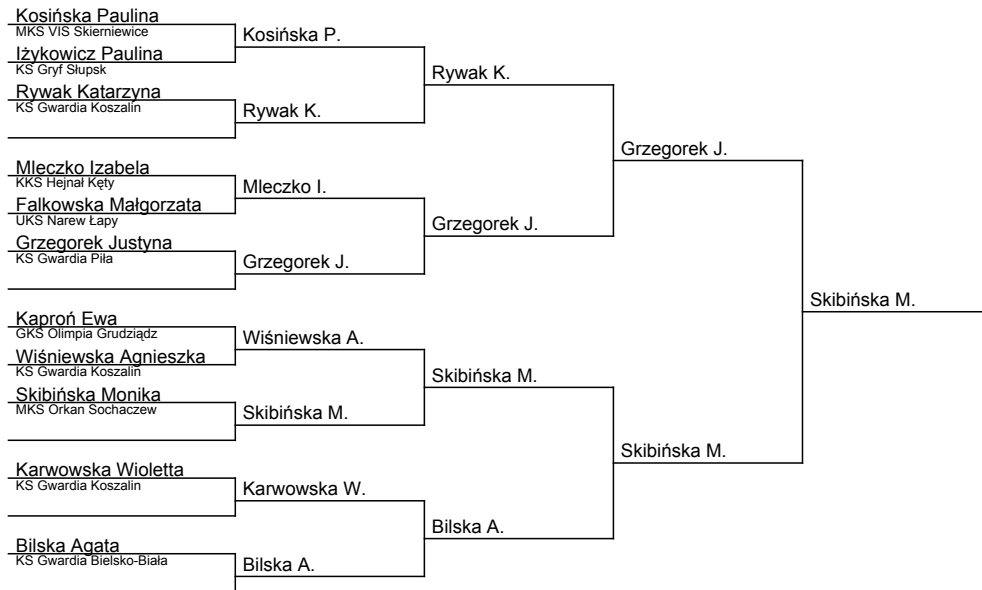 Kosińska Paulina
MKS VIS Skierniewice
Iżykowicz Paulina
KS Gryf Słupsk
Rywak Katarzyna
KS Gwardia Koszalin
Mleczko Izabela
KKS Hejnał Kęty
Falkowska Małgorzata
UKS Narew Łapy
Grzegorek Justyna
KS Gwardia Piła
Kaproń Ewa
GKS Olimpia Grudziądz
Wiśniewska Agnieszka
KS Gwardia Koszalin
Skibińska Monika
MKS Orkan Sochaczew
Karwowska Wioletta
KS Gwardia Koszalin
Bilska Agata
KS Gwardia Bielsko-Biała
Kosińska P.
Rywak K.
Mleczko I.
Grzegorek J.
Wiśniewska A.
Skibińska M.
Karwowska W.
Bilska A.
Rywak K.
Grzegorek J.
Skibińska M.
Bilska A.
Grzegorek J.
Skibińska M.
Skibińska M.